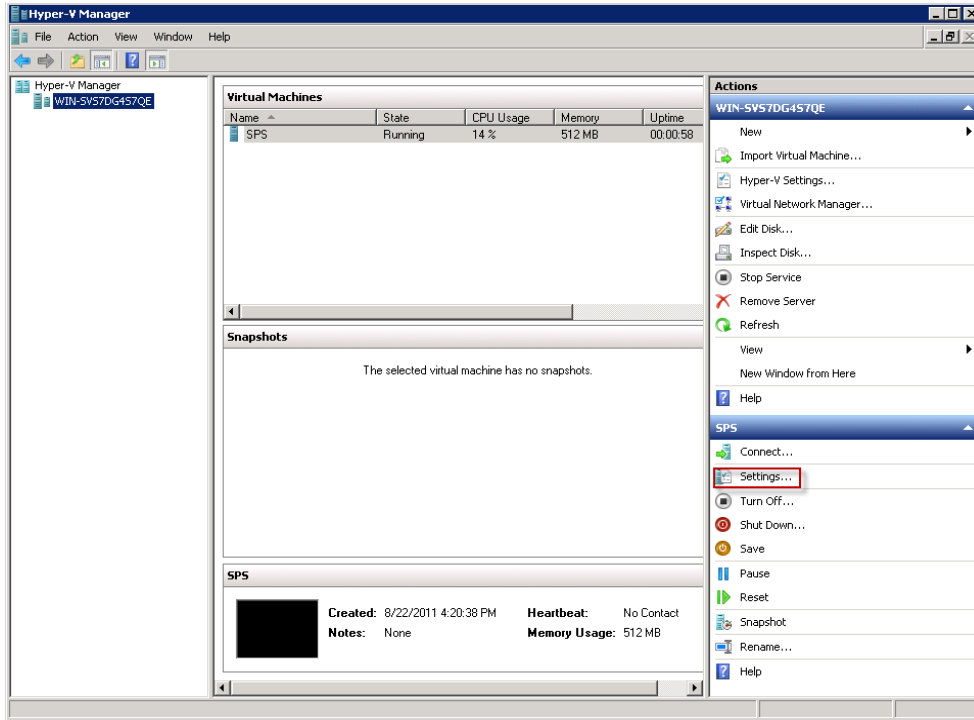 Hyper-V Manager
File Action View Window Help
Hyper-V Manager
WIN-SVS7DG4S7QE
Virtual Machines
Name State CPU Usage Memory Uptime
SPS Running 14 % 512 MB 00:00:58
Snapshots
The selected virtual machine has no snapshots.
SPS
Created: 8/22/2011 4:20:38 PM Heartbeat: No Contact
Notes: None Memory Usage: 512 MB
Actions
WIN-SVS7DG4S7QE
New
Import Virtual Machine...
Hyper-V Settings...
Virtual Network Manager...
Edit Disk...
Inspect Disk...
Stop Service
Remove Server
Refresh
View
New Window from Here
Help
SPS
Connect...
Settings...
Turn Off...
Shut Down...
Save
Pause
Reset
Snapshot
Rename...
Help